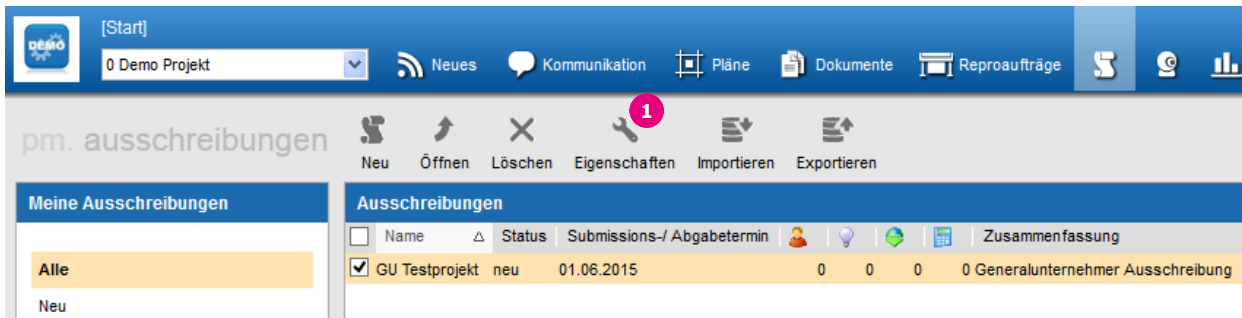 DEMO
[Start]
0 Demo Projekt
Neues
Kommunikation
Pläne
Dokumente
Reproaufträge
1
pm. ausschreibungen
Neu
Öffnen
Löschen
Eigenschaften
Importieren
Exportieren
Meine Ausschreibungen
Alle
Neu
Ausschreibungen
Name Status Submissions-/ Abgabetermin Zusammenfassung
GU Testprojekt neu 01.06.2015 0 0 0 0 Generalunternehmer Ausschreibung